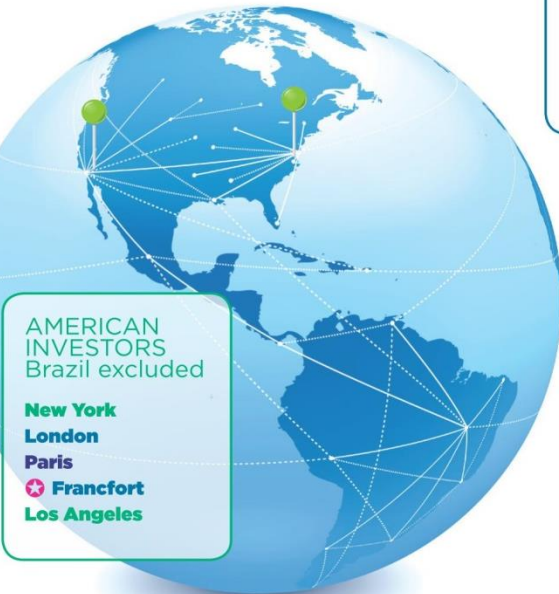 AMERICAN
INVESTORS
Brazil excluded
New York
London
Paris
Francfort
Los Angeles